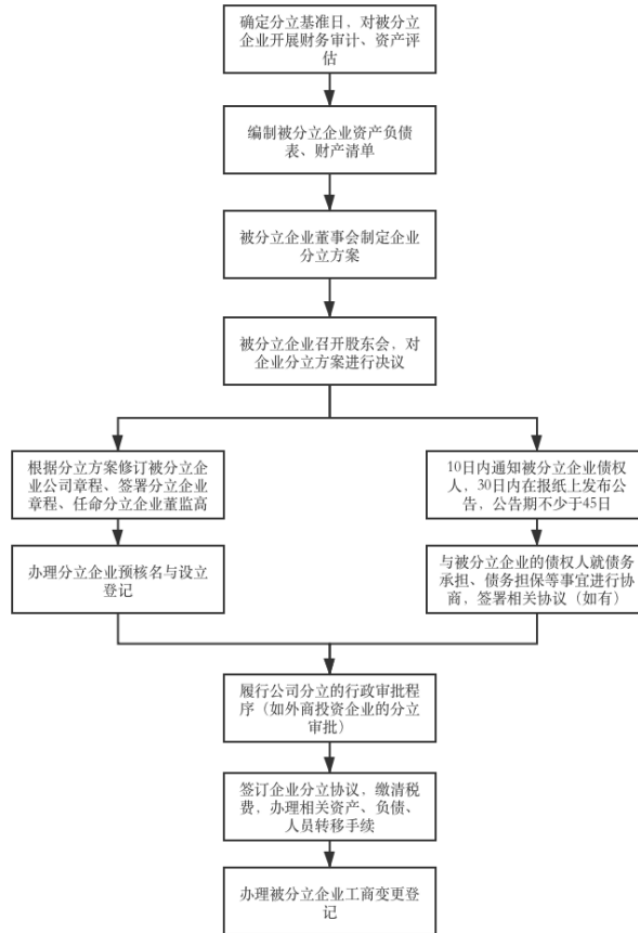 确定分立基准日，对被分立
企业开展财务审计、资产评
估
编制被分立企业资产负债
表、财产清单
被分立企业董事会制定企业
分立方案
被分立企业召开股东会，对
企业分立方案进行决议
根据分立方案修订被分立企
业公司章程、签署分立企业
章程、任命分立企业董监高
10日内通知被分立企业债权
人，30日内在报纸上发布公
告，公告期不少于45日
办理分立企业预核名与设立
登记
与被分立企业的债权人就债务
承担、债务担保等事宜进行协
商，签署相关协议（如有）
履行公司分立的行政审批程
序（如外商投资企业的分立
审批）
签订企业分立协议，缴清税
费，办理相关资产、负债、
人员转移手续
办理被分立企业工商变更登
记